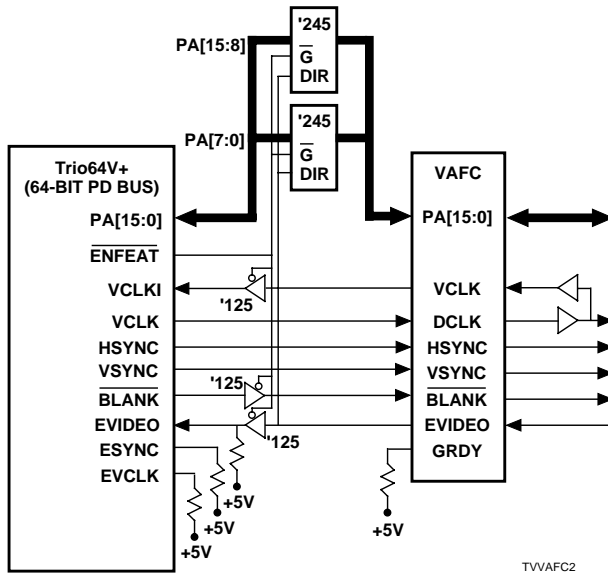 '245
PA[15:8]
G
DIR
'245
PA[7:0]
G
DIR
Trio64V+
(64-BIT PD BUS)
VAFC
PA[15:0]
PA[15:0]
ENFEAT
VCLKI
'125
VCLK
VCLK
DCLK
HSYNC
HSYNC
VSYNC
'125
VSYNC
BLANK
BLANK
EVIDEO
'125
EVIDEO
ESYNC
GRDY
EVCLK
+5V
+5V
+5V
+5V
TVVAFC2